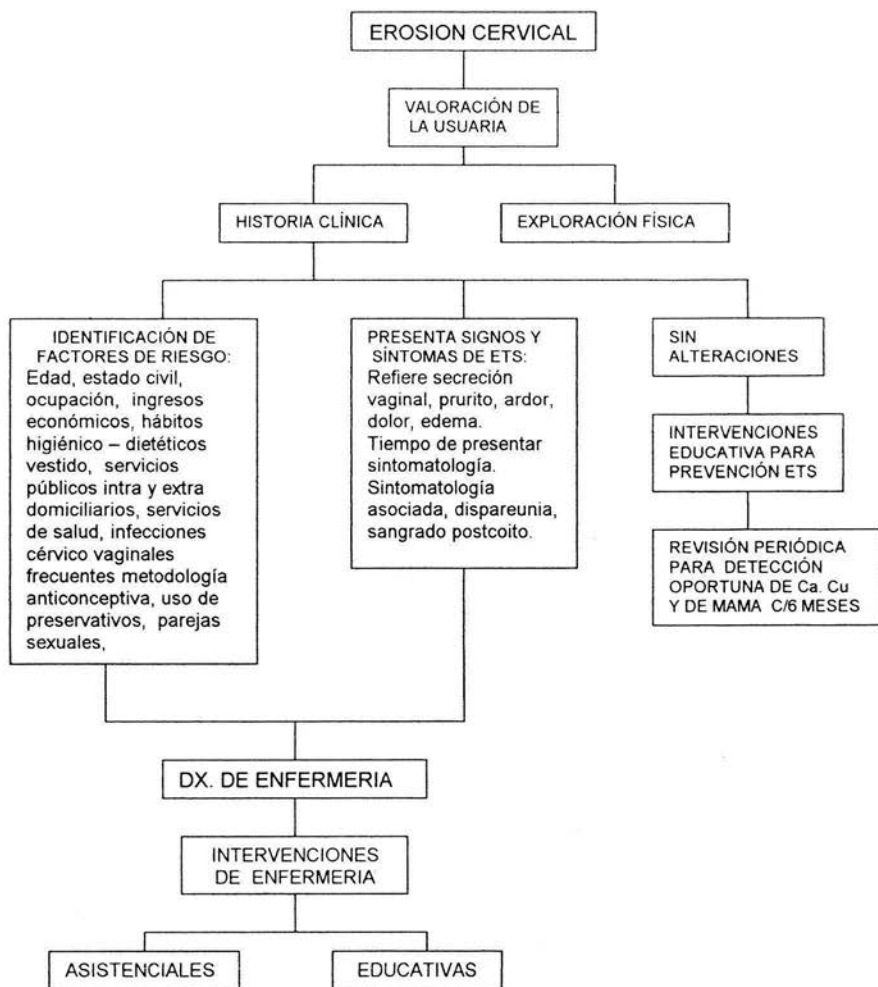 EROSION CERVICAL
VALORACIÓN DE
LA USUARIA
HISTORIA CLÍNICA
EXPLORACIÓN FÍSICA
IDENTIFICACIÓN DE
FACTORES DE RIESGO:
Edad, estado civil,
ocupación, ingresos
económicos, hábitos
higiénico – dietéticos
vestido, servicios
públicos intra y extra
domiciliarios, servicios
de salud, infecciones
cérvico vaginales
frecuentes metodología
anticonceptiva, uso de
preservativos, parejas
sexuales,
PRESENTA SIGNOS Y
SÍNTOMAS DE ETS:
Refiere secreción
vaginal, prurito, ardor,
dolor, edema.
Tiempo de presentar
sintomatología.
Sintomatología
asociada, dispareunia,
sangrado postcoito.
SIN
ALTERACIONES
INTERVENCIONES
EDUCATIVA PARA
PREVENCIÓN ETS
REVISIÓN PERIÓDICA
PARA DETECCIÓN
OPORTUNA DE Ca. Cu
Y DE MAMA C/6 MESES
DX. DE ENFERMERIA
INTERVENCIONES
DE ENFERMERIA
ASISTENCIALES
EDUCATIVAS